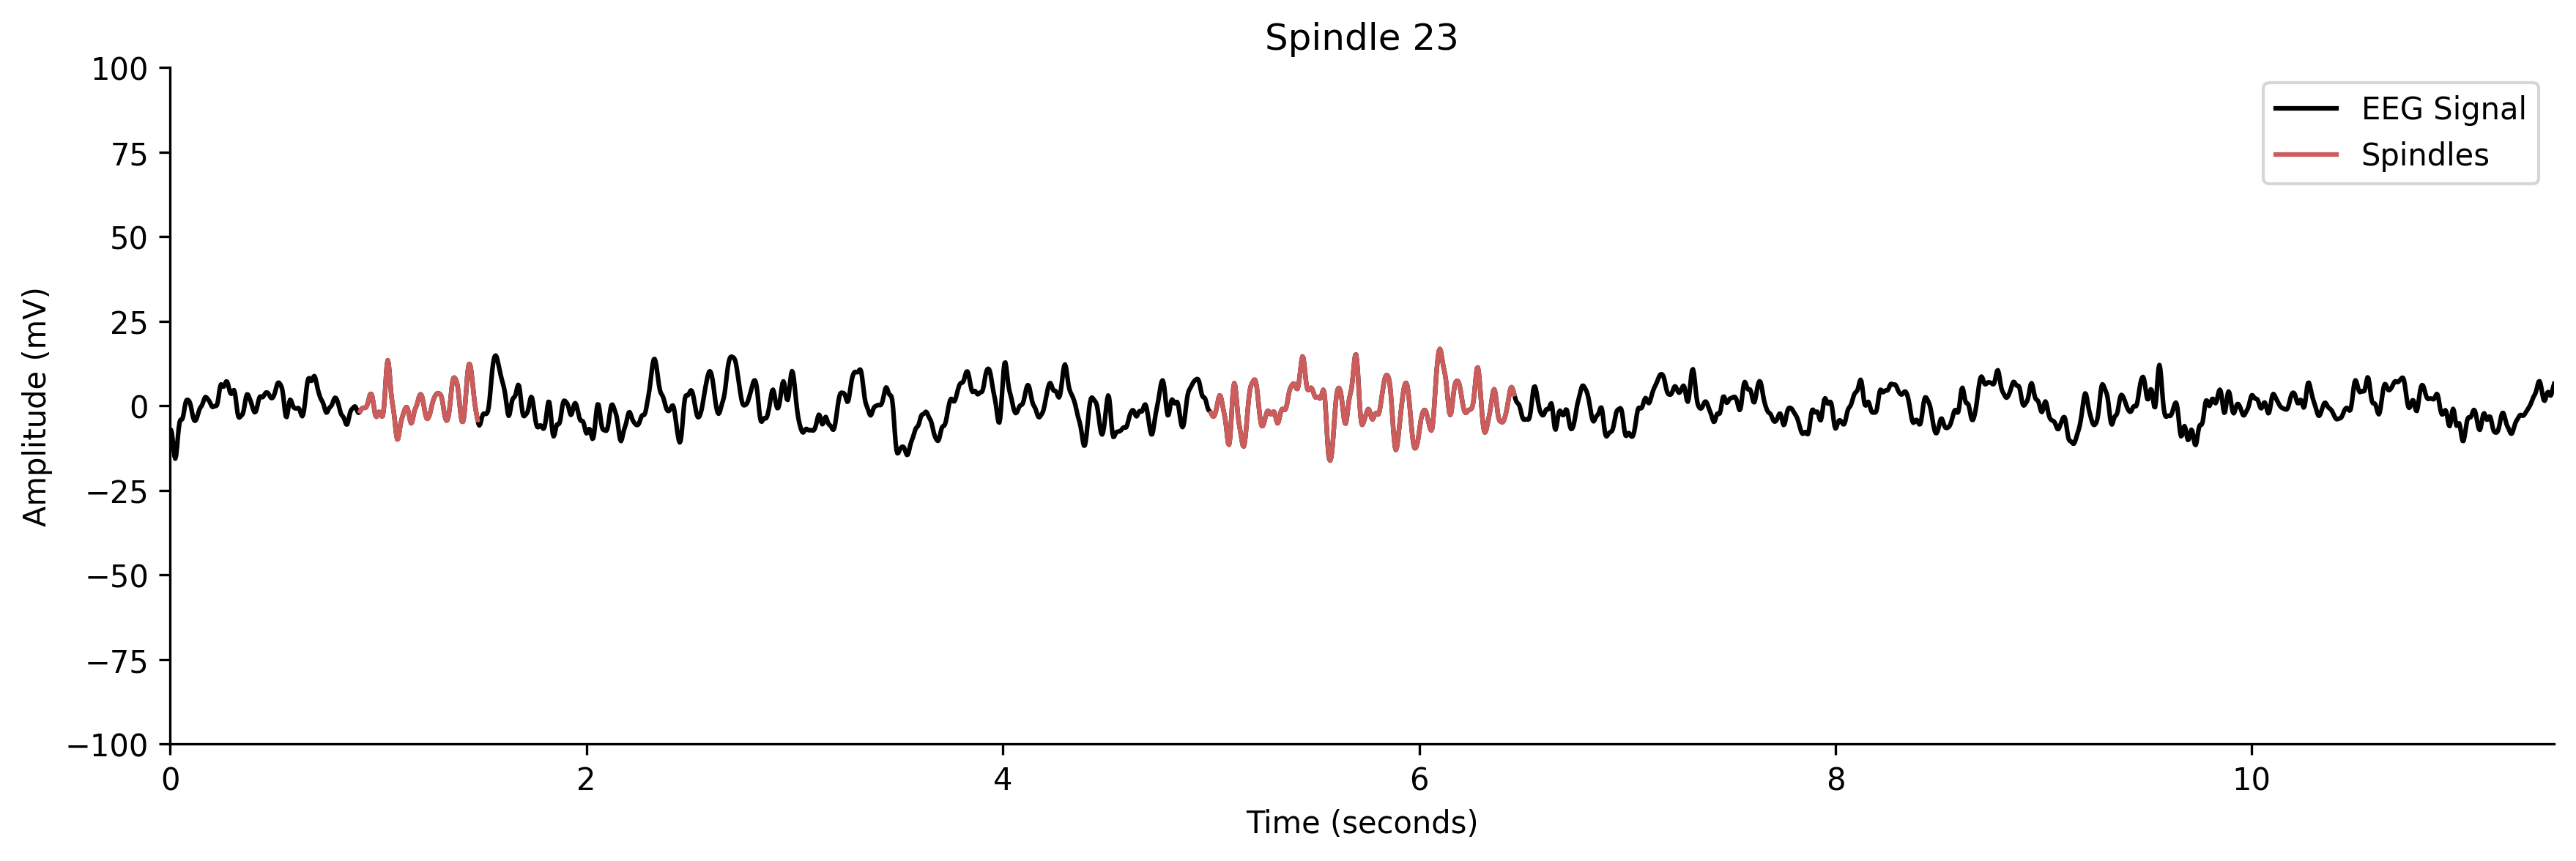 Spindle 23
EEG Signal
Spindles
Amplitude (mV)
100
75
50
25
0
−25
−50
−75
−100
0 2 4 6 8 10
Time (seconds)